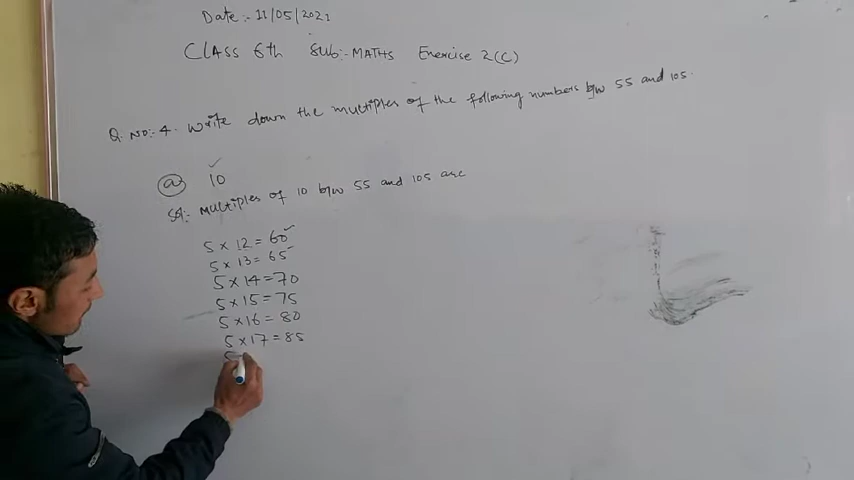 Date:- 11/05/2021
CLASS 6th Sub:-MATHS Exercise 2(C)
Q.NO:-4. Write down the multiples of the following numbers b/w 55 and 105.
(a) 10
Sol: Multiples of 10 b/w 55 and 105 are
5 × 12 = 60
5 × 13 = 65
5 × 14 = 70
5 × 15 = 75
5 × 16 = 80
5 × 17 = 85
5